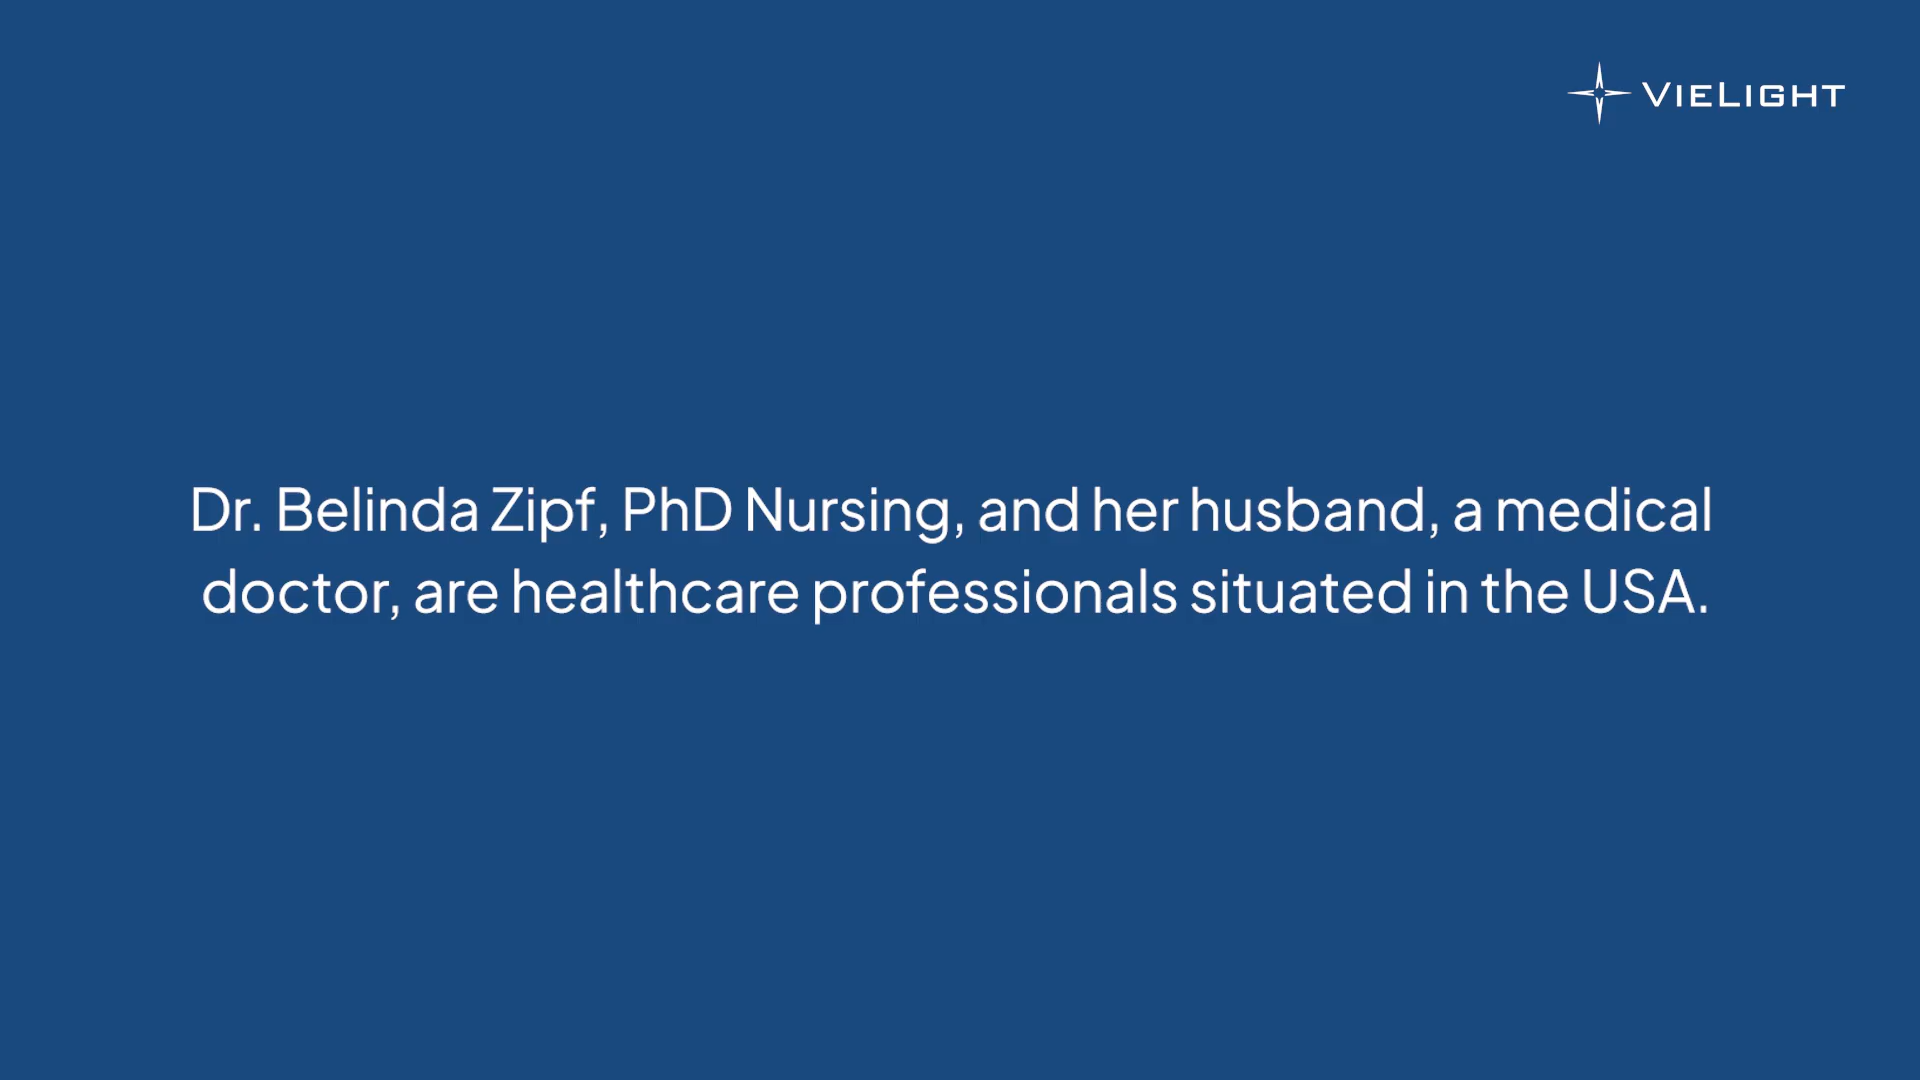 VIELIGHT
Dr. Belinda Zipf, PhD Nursing, and her husband, a medical
doctor, are healthcare professionals situated in the USA.